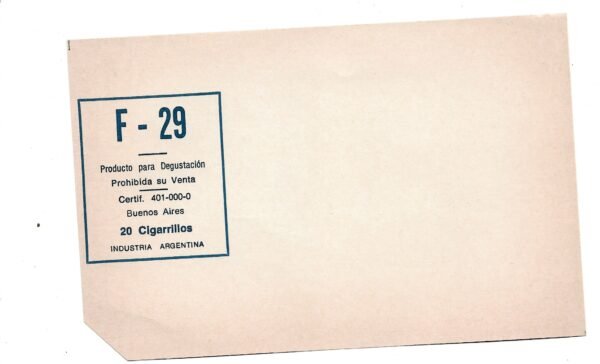 F - 29
Producto para Degustación
Prohibida su Venta
Certif. 401-000-0
Buenos Aires
20 Cigarrillos
INDUSTRIA ARGENTINA